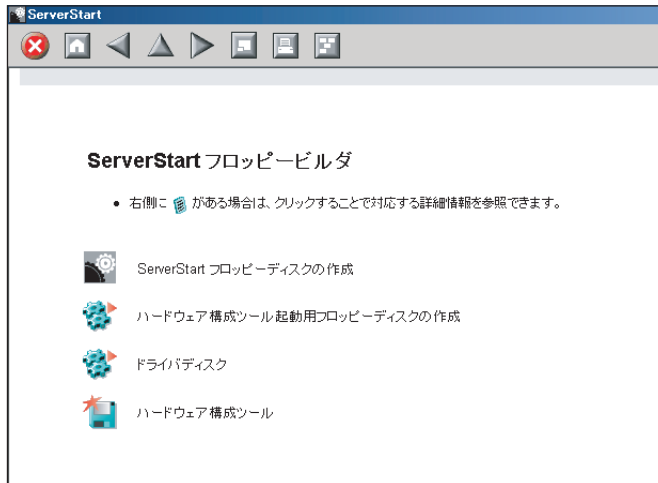 ServerStart
ServerStart フロッピービルダ
• 右側に がある場合は、クリックすることで対応する詳細情報を参照できます。
ServerStart フロッピーディスクの作成
ハードウェア構成ツール起動用フロッピーディスクの作成
ドライバディスク
ハードウェア構成ツール